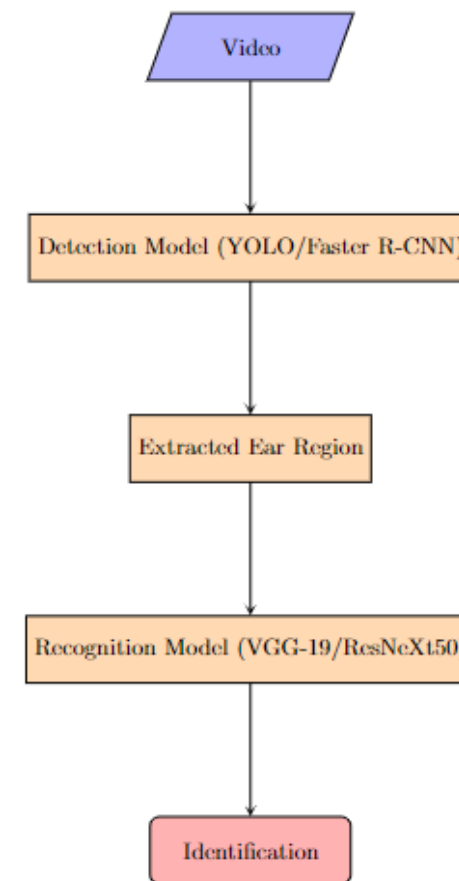 Video
Detection Model (YOLO/Faster R-CNN)
Extracted Ear Region
Recognition Model (VGG-19/ResNeXt50
Identification